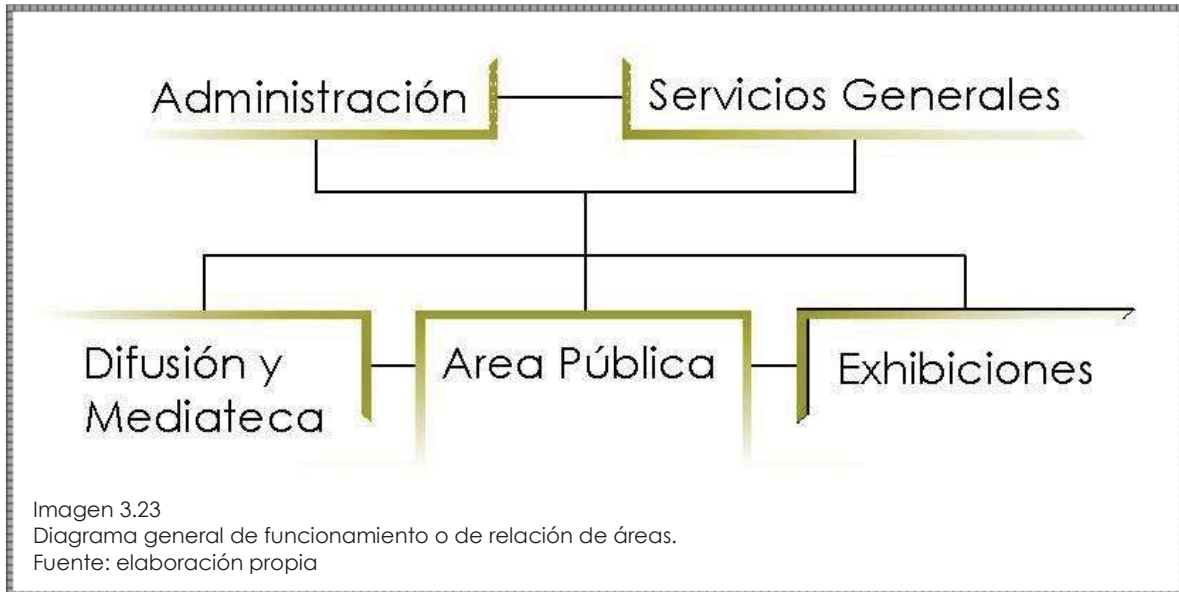 Administración
Servicios Generales
Difusión y
Mediateca
Area Pública
Exhibiciones
Imagen 3.23
Diagrama general de funcionamiento o de relación de áreas.
Fuente: elaboración propia